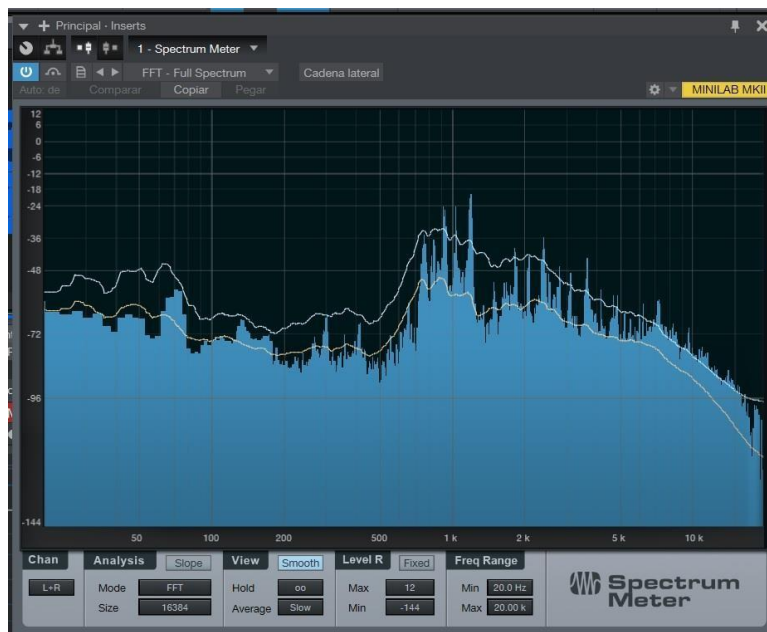 Principal - Inserts
1 - Spectrum Meter
FFT - Full Spectrum Cadena lateral
Auto: de Comparar Copiar Pegar MINILAB MKII
12
6
0
-6
-12
-18
-24
-36
-48
-72
-96
-144
50 100 200 500 1 k 2 k 5 k 10 k
Chan Analysis Slope View Smooth Level R Fixed Freq Range
L+R Mode FFT Hold oo Max 12 Min 20.0 Hz
Size 16384 Average Slow Min -144 Max 20.00 k
Spectrum
Meter